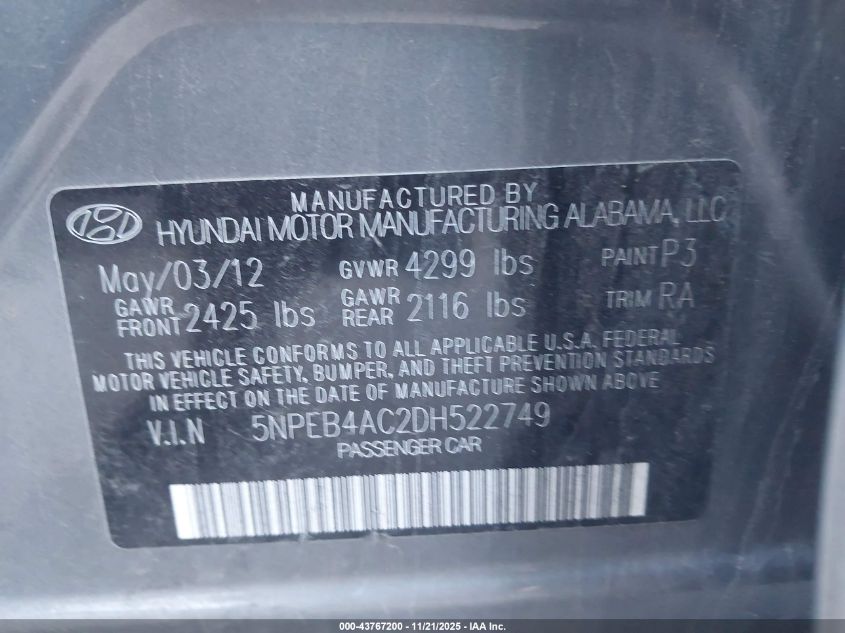 MANUFACTURED BY
HYUNDAI MOTOR MANUFACTURING ALABAMA, LLC
May/03/12 GVWR 4299 lbs PAINT P3
GAWR FRONT 2425 lbs GAWR REAR 2116 lbs TRIM RA
THIS VEHICLE CONFORMS TO ALL APPLICABLE U.S.A. FEDERAL
MOTOR VEHICLE SAFETY, BUMPER, AND THEFT PREVENTION STANDARDS
IN EFFECT ON THE DATE OF MANUFACTURE SHOWN ABOVE
V.I.N 5NPEB4AC2DH522749
PASSENGER CAR
000-43767200 - 11/21/2025 - IAA Inc.